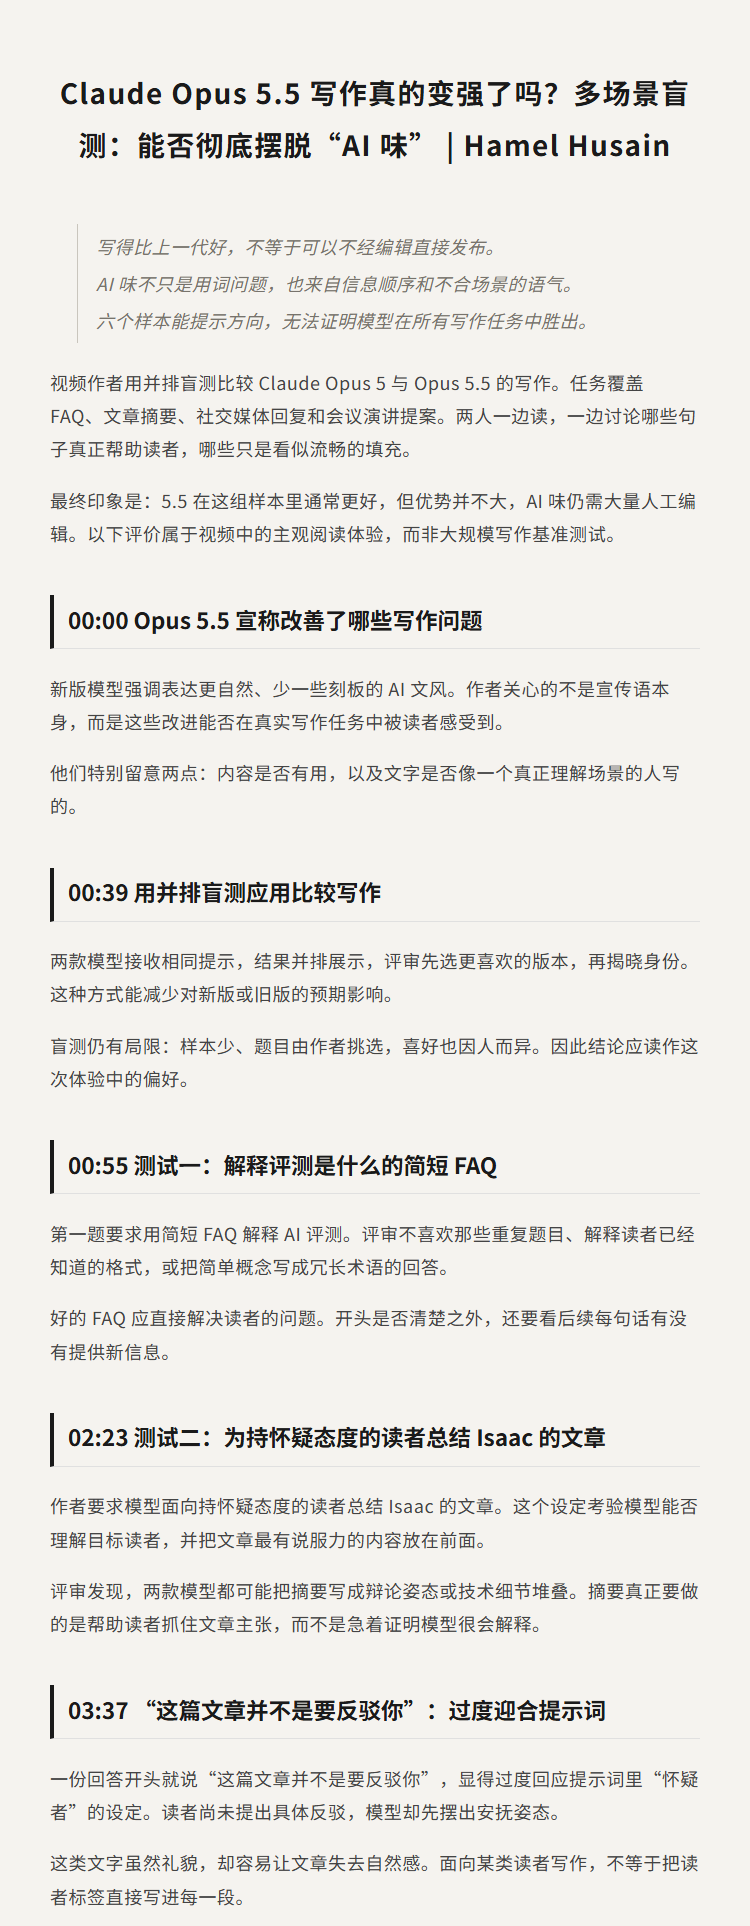 Claude Opus 5.5 写作真的变强了吗？多场景盲
测：能否彻底摆脱“AI 味” | Hamel Husain
写得比上一代好，不等于可以不经编辑直接发布。
AI 味不只是用词问题，也来自信息顺序和不合场景的语气。
六个样本能提示方向，无法证明模型在所有写作任务中胜出。
视频作者用并排盲测比较 Claude Opus 5 与 Opus 5.5 的写作。任务覆盖
FAQ、文章摘要、社交媒体回复和会议演讲提案。两人一边读，一边讨论哪些句
子真正帮助读者，哪些只是看似流畅的填充。
最终印象是：5.5 在这组样本里通常更好，但优势并不大，AI 味仍需大量人工编
辑。以下评价属于视频中的主观阅读体验，而非大规模写作基准测试。
00:00 Opus 5.5 宣称改善了哪些写作问题
新版模型强调表达更自然、少一些刻板的 AI 文风。作者关心的不是宣传语本
身，而是这些改进能否在真实写作任务中被读者感受到。
他们特别留意两点：内容是否有用，以及文字是否像一个真正理解场景的人写
的。
00:39 用并排盲测应用比较写作
两款模型接收相同提示，结果并排展示，评审先选更喜欢的版本，再揭晓身份。
这种方式能减少对新版或旧版的预期影响。
盲测仍有局限：样本少、题目由作者挑选，喜好也因人而异。因此结论应读作这
次体验中的偏好。
00:55 测试一：解释评测是什么的简短 FAQ
第一题要求用简短 FAQ 解释 AI 评测。评审不喜欢那些重复题目、解释读者已经
知道的格式，或把简单概念写成冗长术语的回答。
好的 FAQ 应直接解决读者的问题。开头是否清楚之外，还要看后续每句话有没
有提供新信息。
02:23 测试二：为持怀疑态度的读者总结 Isaac 的文章
作者要求模型面向持怀疑态度的读者总结 Isaac 的文章。这个设定考验模型能否
理解目标读者，并把文章最有说服力的内容放在前面。
评审发现，两款模型都可能把摘要写成辩论姿态或技术细节堆叠。摘要真正要做
的是帮助读者抓住文章主张，而不是急着证明模型很会解释。
03:37 “这篇文章并不是要反驳你”：过度迎合提示词
一份回答开头就说“这篇文章并不是要反驳你”，显得过度回应提示词里“怀疑
者”的设定。读者尚未提出具体反驳，模型却先摆出安抚姿态。
这类文字虽然礼貌，却容易让文章失去自然感。面向某类读者写作，不等于把读
者标签直接写进每一段。